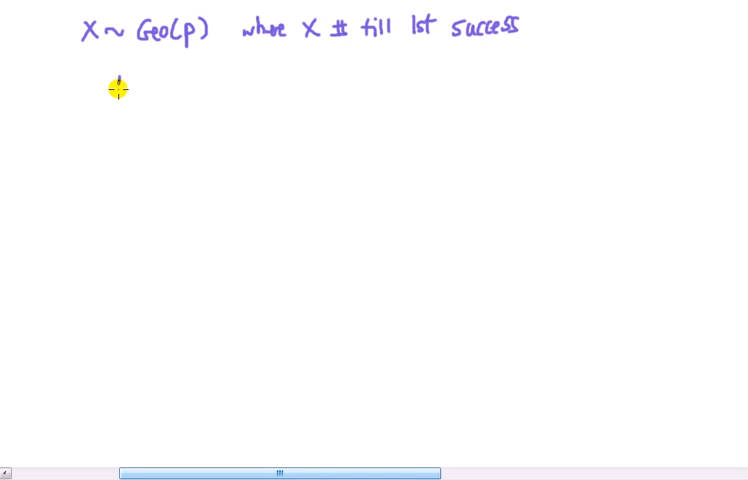 X ~ Geo(p) where X # till 1st success